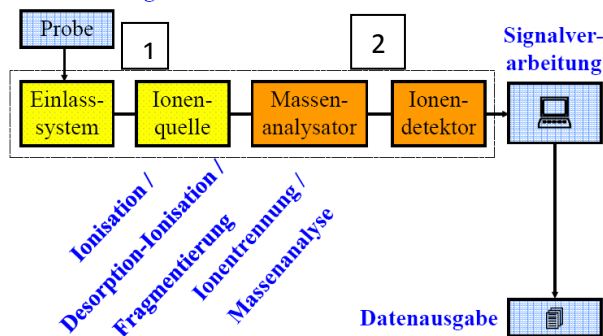 Probe
1
2
Signalver-
arbeitung
Einlass-
system
Ionen-
quelle
Massen-
analysator
Ionen-
detektor
Ionisation /
Desorption-Ionisation /
Fragmentierung
Ionentrennung /
Massenanalyse
Datenausgabe